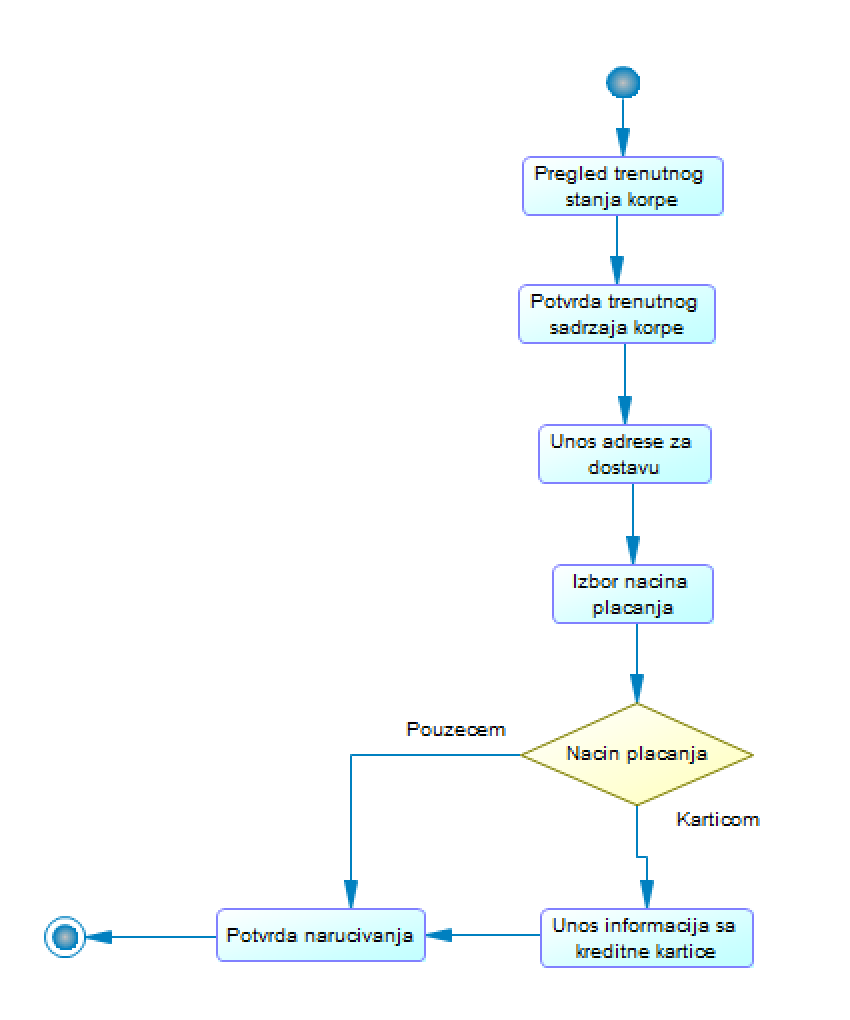 Pregled trenutnog
stanja korpe
Potvrda trenutnog
sadrzaja korpe
Unos adrese za
dostavu
Izbor nacina
placanja
Nacin placanja
Pouzecem
Karticom
Unos informacija sa
kreditne kartice
Potvrda narucivanja